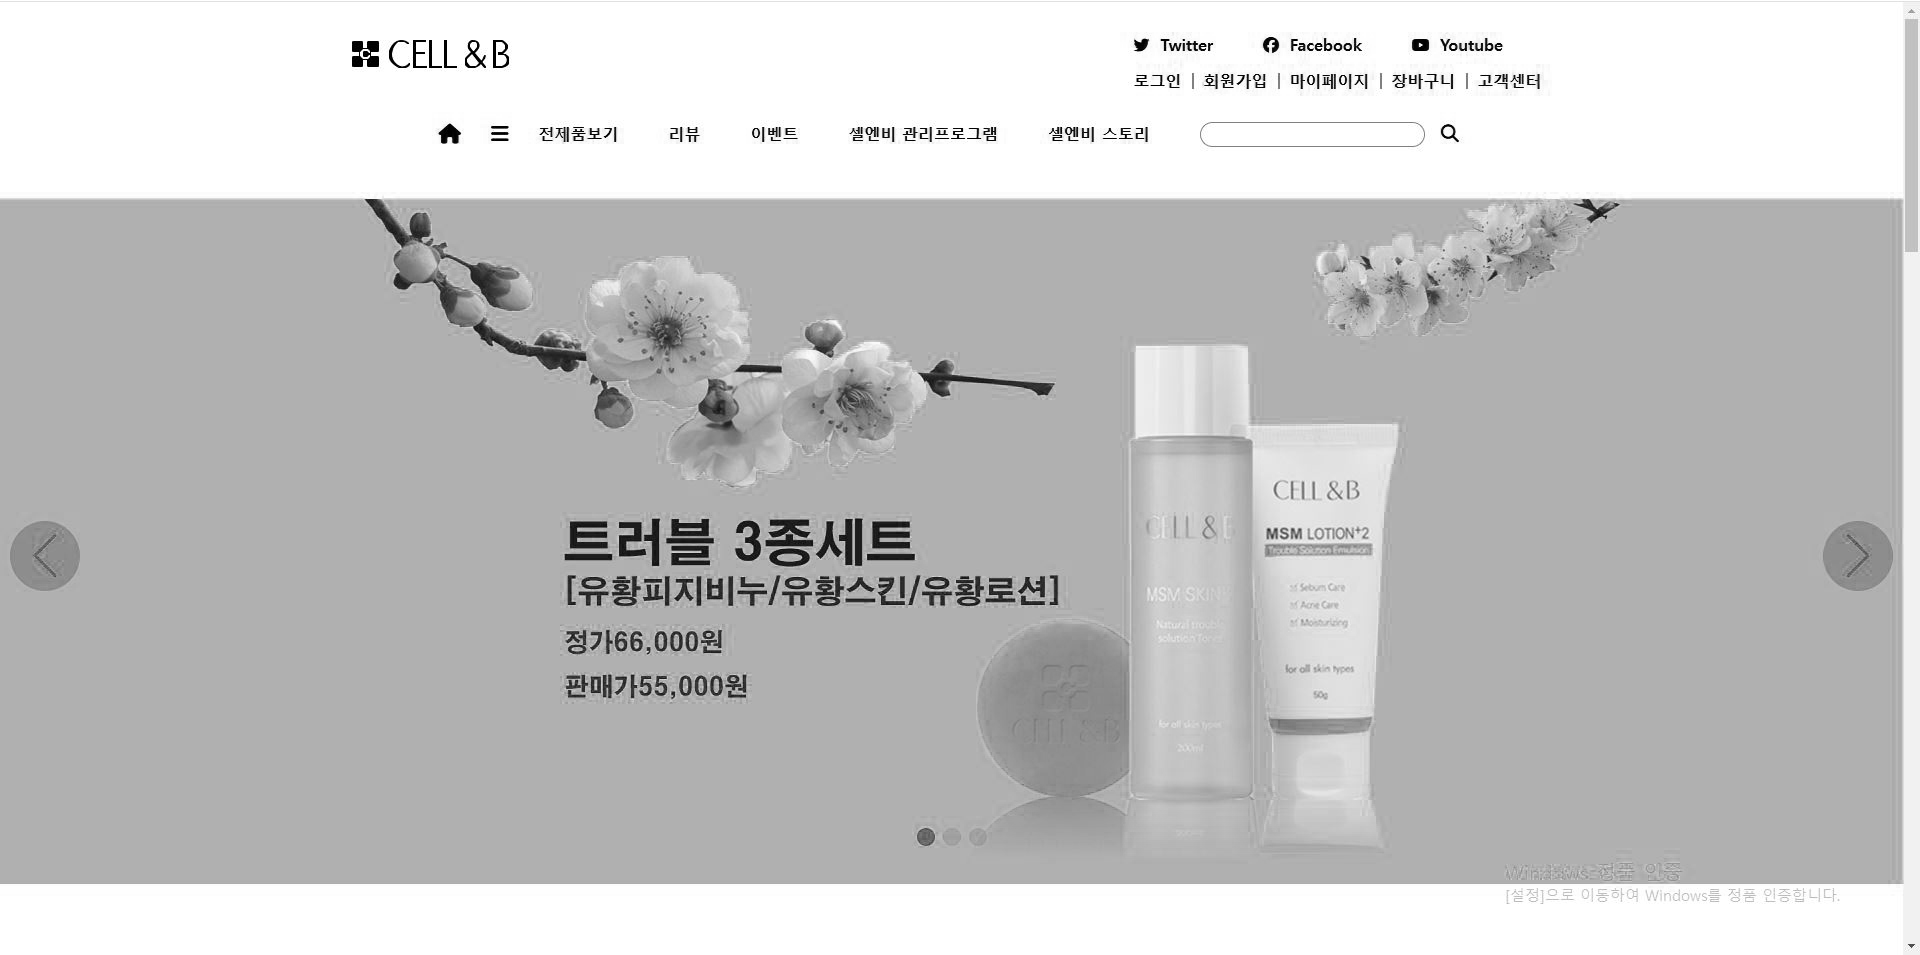 CELL & B
Twitter Facebook Youtube
로그인 | 회원가입 | 마이페이지 | 장바구니 | 고객센터
전제품보기 리뷰 이벤트 셀엔비 관리프로그램 셀엔비 스토리
트러블 3종세트
[유황피지비누/유황스킨/유황로션]
정가66,000원
판매가55,000원
CELL & B
CELL & B
MSM SKIN
Natural trouble
solution Toner
for all skin types
200ml
CELL & B
MSM LOTION+2
Trouble Solution Emulsion
Sebum Care
Acne Care
Moisturizing
for all skin types
50g
Windows 정품 인증
[설정]으로 이동하여 Windows를 정품 인증합니다.